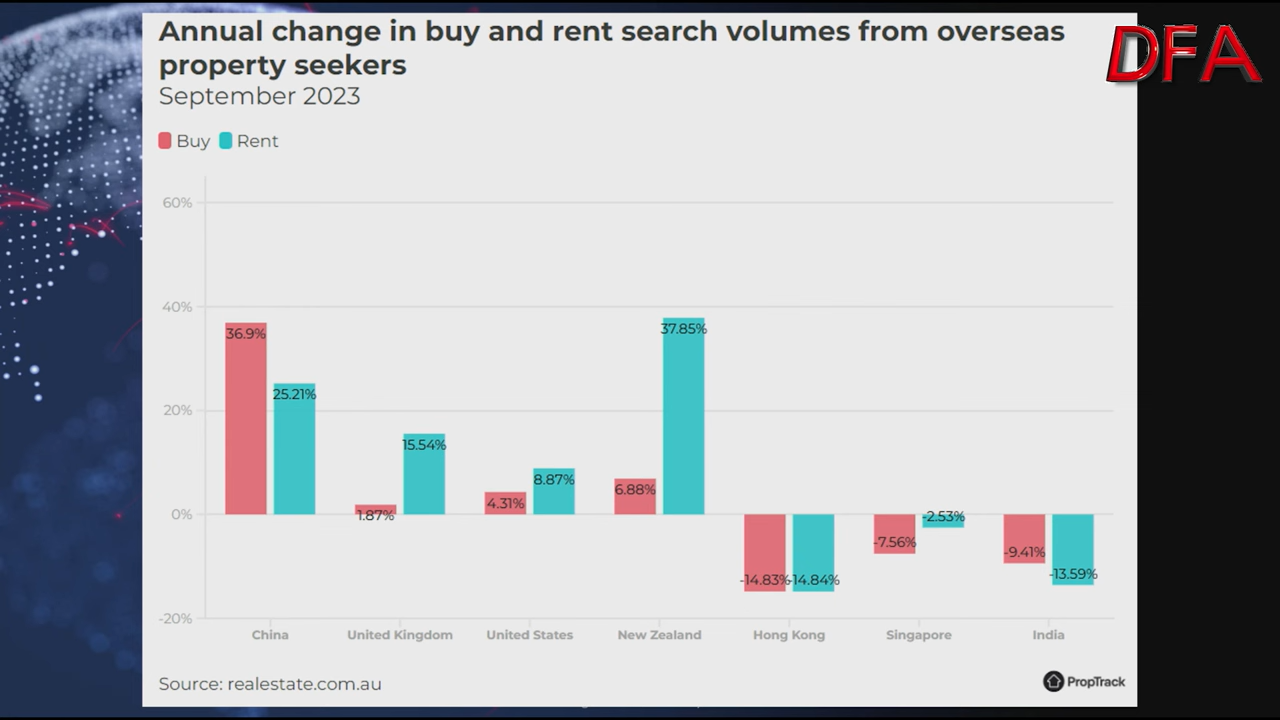 Annual change in buy and rent search volumes from overseas
property seekers
September 2023
DFA
Buy Rent
60%
40%
20%
0%
-20%
36.9%
25.21%
1.87%
15.54%
4.31%
8.87%
6.88%
37.85%
-14.83%
-14.84%
-7.56%
-2.53%
-9.41%
-13.59%
China United Kingdom United States New Zealand Hong Kong Singapore India
Source: realestate.com.au
PropTrack